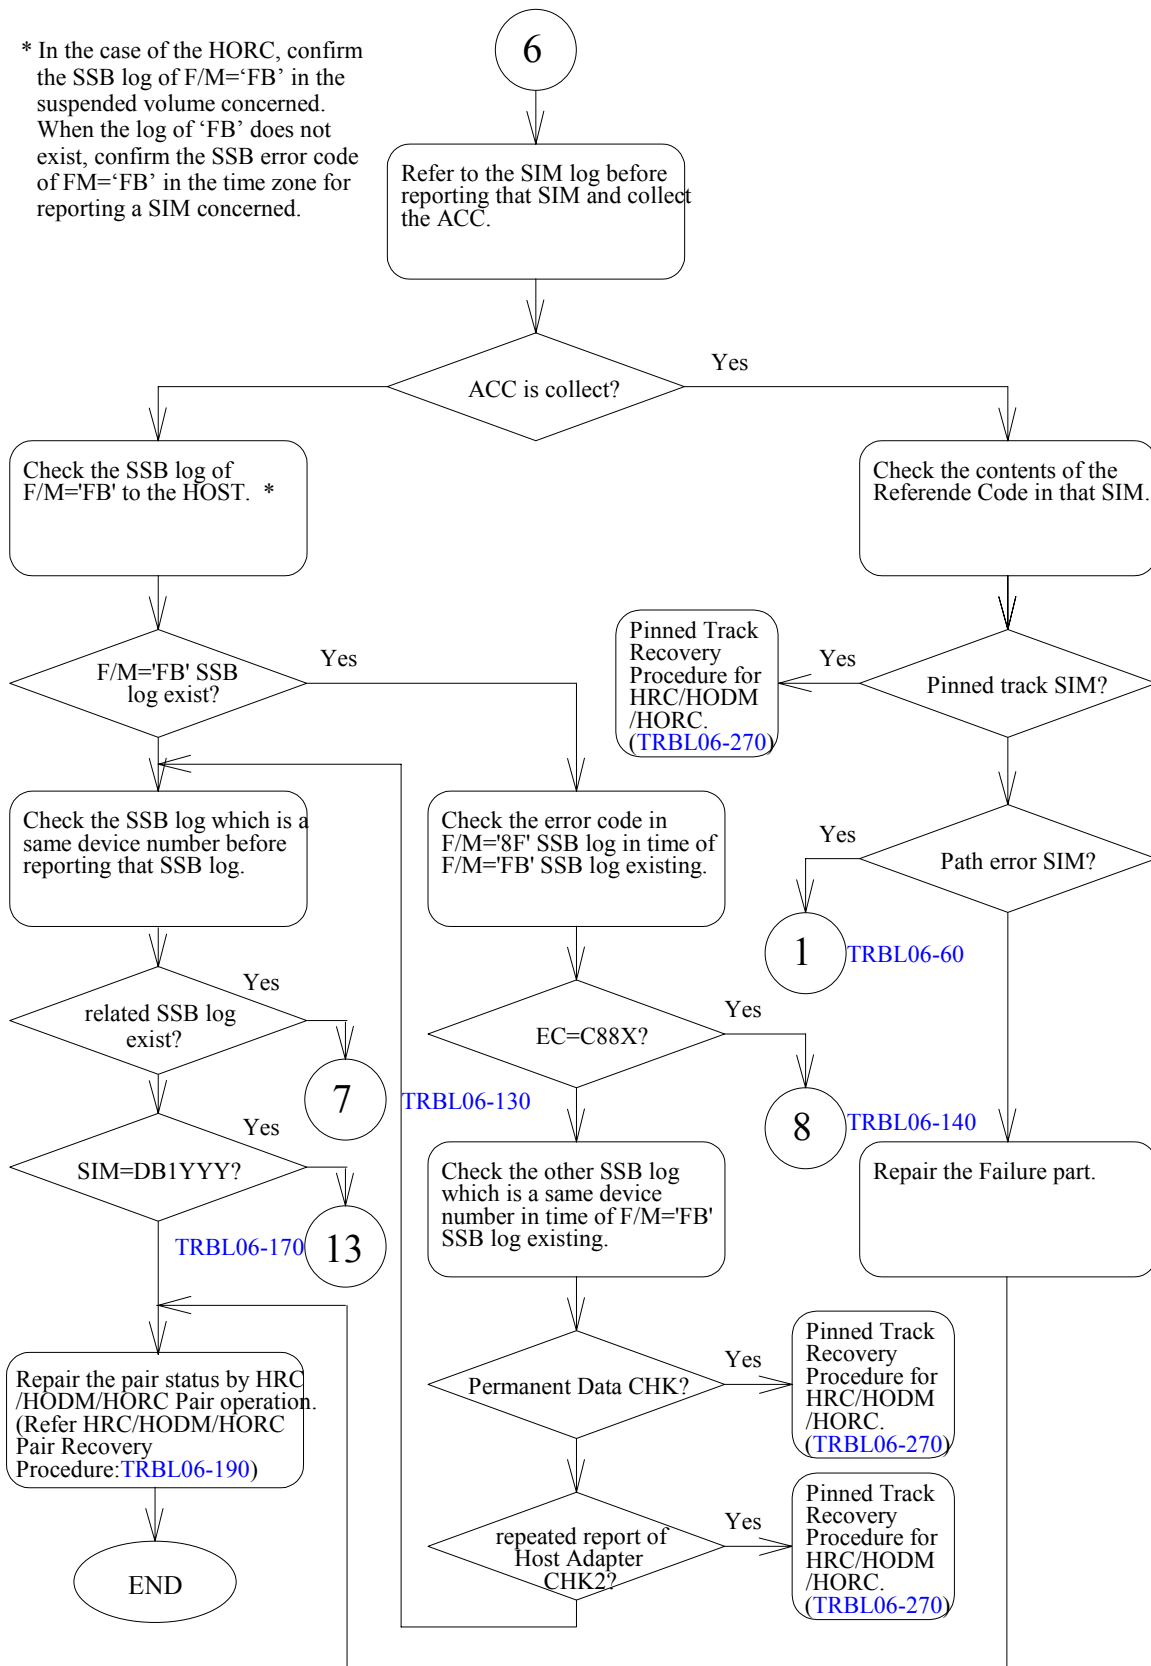 * In the case of the HORC, confirm
the SSB log of F/M=‘FB’ in the
suspended volume concerned.
When the log of ‘FB’ does not
exist, confirm the SSB error code
of FM=‘FB’ in the time zone for
reporting a SIM concerned.
6
Refer to the SIM log before
reporting that SIM and collect
the ACC.
ACC is collect?
Yes
Check the SSB log of
F/M='FB' to the HOST.  *
Check the contents of the
Referende Code in that SIM.
F/M='FB' SSB
log exist?
Yes
Pinned Track
Recovery
Procedure for
HRC/HODM
/HORC.
(TRBL06-270)
Yes
Pinned track SIM?
Check the SSB log which is a
same device number before
reporting that SSB log.
Check the error code in
F/M='8F' SSB log in time of
F/M='FB' SSB log existing.
Yes
Path error SIM?
1
TRBL06-60
related SSB log
exist?
Yes
7
TRBL06-130
EC=C88X?
Yes
8
TRBL06-140
SIM=DB1YYY?
Yes
TRBL06-170
13
Check the other SSB log
which is a same device
number in time of F/M='FB'
SSB log existing.
Repair the Failure part.
Repair the pair status by HRC
/HODM/HORC Pair operation.
(Refer HRC/HODM/HORC
Pair Recovery
Procedure:TRBL06-190)
Permanent Data CHK?
Yes
Pinned Track
Recovery
Procedure for
HRC/HODM
/HORC.
(TRBL06-270)
repeated report of
Host Adapter
CHK2?
Yes
Pinned Track
Recovery
Procedure for
HRC/HODM
/HORC.
(TRBL06-270)
END